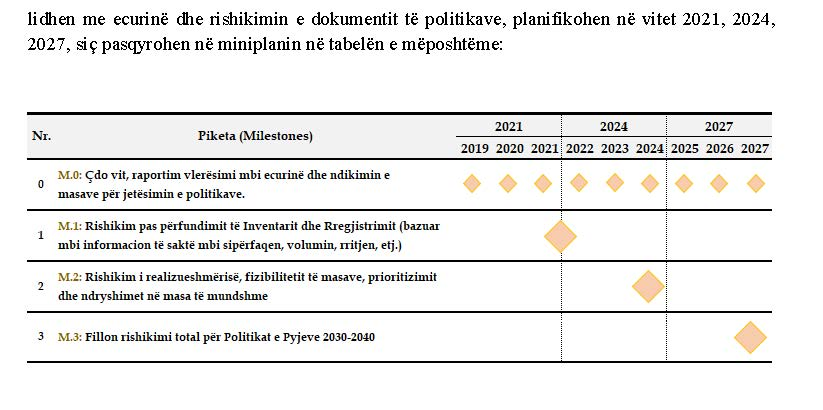 lidhen me ecurinë dhe rishikimin e dokumentit të politikave, planifikohen në vitet 2021, 2024,
2027, siç pasqyrohen në miniplanin në tabelën e mëposhtëme:
Nr. Piketa (Milestones) 2021 2024 2027
2019 2020 2021 2022 2023 2024 2025 2026 2027
0 M.0: Çdo vit, raportim vlerësimi mbi ecurinë dhe ndikimin e
masave për jetësimin e politikave.
1 M.1: Rishikim pas përfundimit të Inventarit dhe Rregjistrimit (bazuar
mbi informacion të saktë mbi sipërfaqen, volumin, rritjen, etj.)
2 M.2: Rishikim i realizueshmërisë, fizibilitetit të masave, prioritizimit
dhe ndryshimet në masa të mundshme
3 M.3: Fillon rishikimi total për Politikat e Pyjeve 2030-2040